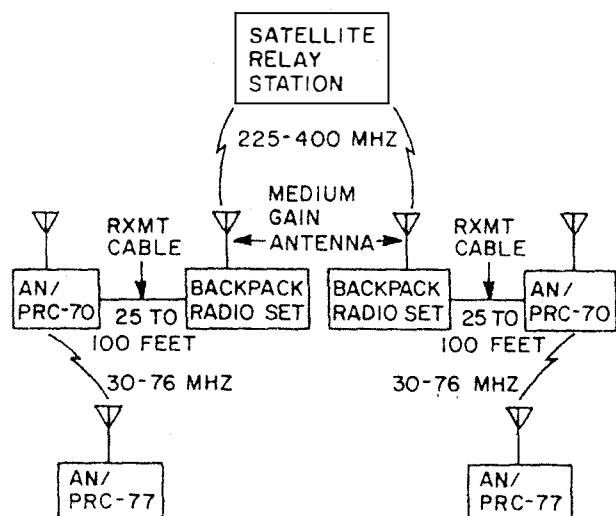 SATELLITE
RELAY
STATION
225-400 MHZ
MEDIUM
GAIN
ANTENNA
RXMT
CABLE
RXMT
CABLE
AN/
PRC-70
25 TO
100 FEET
BACKPACK
RADIO SET
BACKPACK
RADIO SET
25 TO
100 FEET
AN/
PRC-70
30-76 MHZ
30-76 MHZ
AN/
PRC-77
AN/
PRC-77